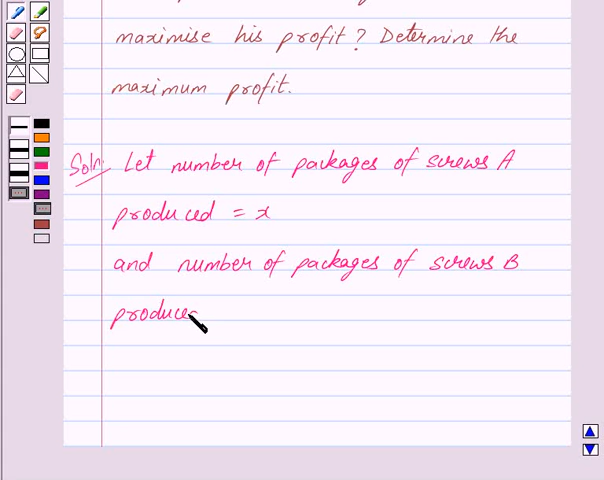 maximise his profit? Determine the
maximum profit.
Soln: Let number of packages of screws A
produced = x
and number of packages of screws B
produce